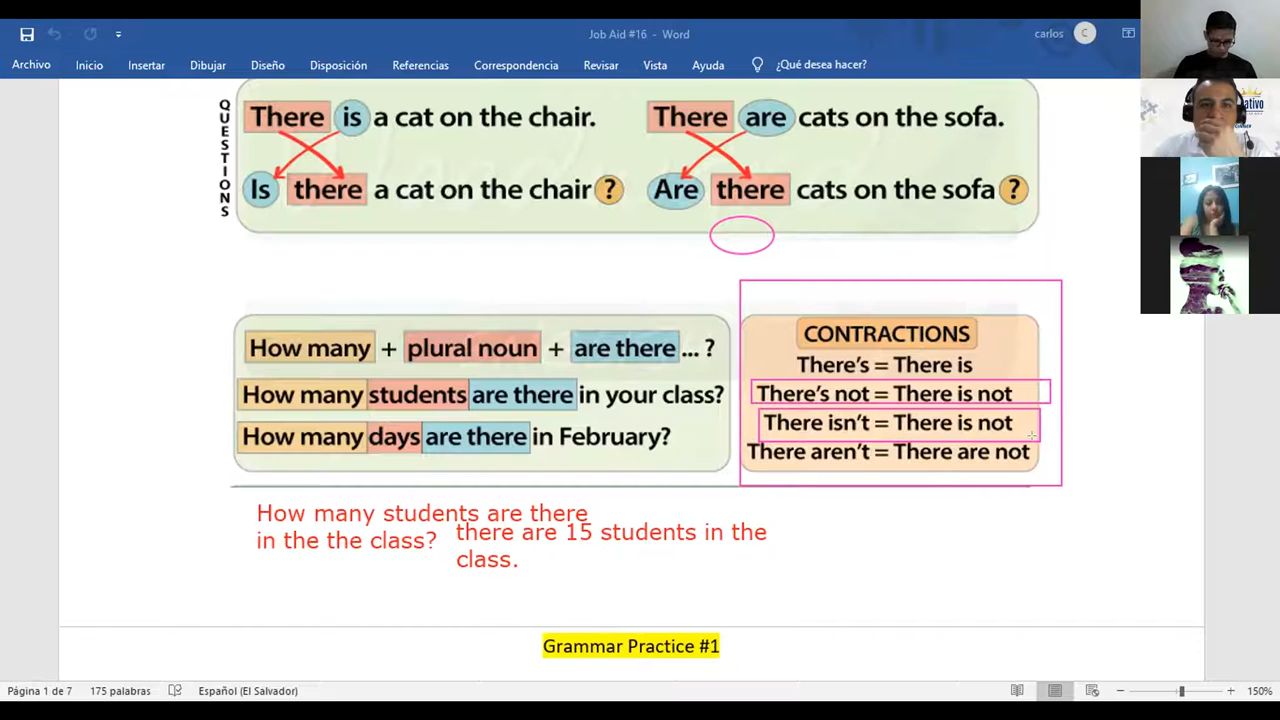 Job Aid #16 - Word
carlos
C
Archivo Inicio Insertar Dibujar Diseño Disposición Referencias Correspondencia Revisar Vista Ayuda ¿Qué desea hacer?
QUESTIONS
There is a cat on the chair.
Is there a cat on the chair ?
There are cats on the sofa.
Are there cats on the sofa ?
How many + plural noun + are there ... ?
How many students are there in your class?
How many days are there in February?
CONTRACTIONS
There's = There is
There's not = There is not
There isn't = There is not
There aren't = There are not
How many students are there
in the the class?
there are 15 students in the
class.
Grammar Practice #1
Página 1 de 7 175 palabras Español (El Salvador) 150%